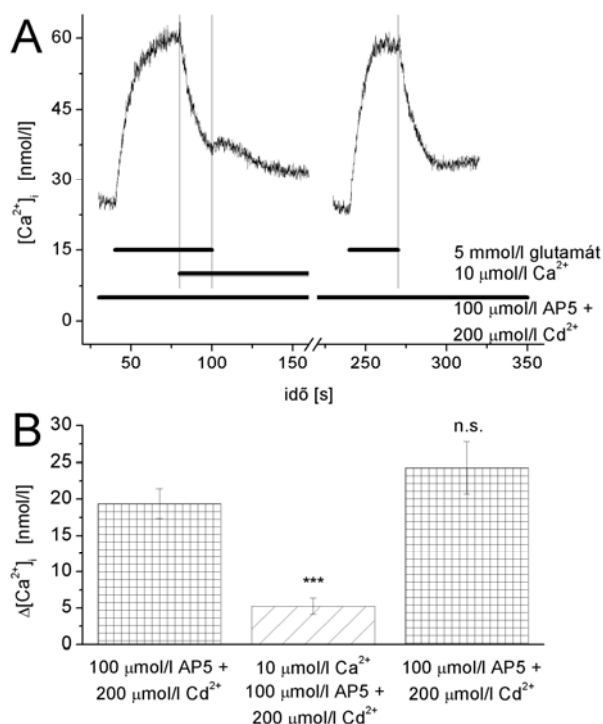 A
60
45
30
15
0
[Ca²⁺]ᵢ [nmol/l]
5 mmol/l glutamát
10 μmol/l Ca²⁺
100 μmol/l AP5 +
200 μmol/l Cd²⁺
50 100 150 250 300 350
idõ [s]
B
30
25
20
15
10
5
0
Δ[Ca²⁺]ᵢ [nmol/l]
***
n.s.
100 μmol/l AP5 +
200 μmol/l Cd²⁺
10 μmol/l Ca²⁺
100 μmol/l AP5 +
200 μmol/l Cd²⁺
100 μmol/l AP5 +
200 μmol/l Cd²⁺